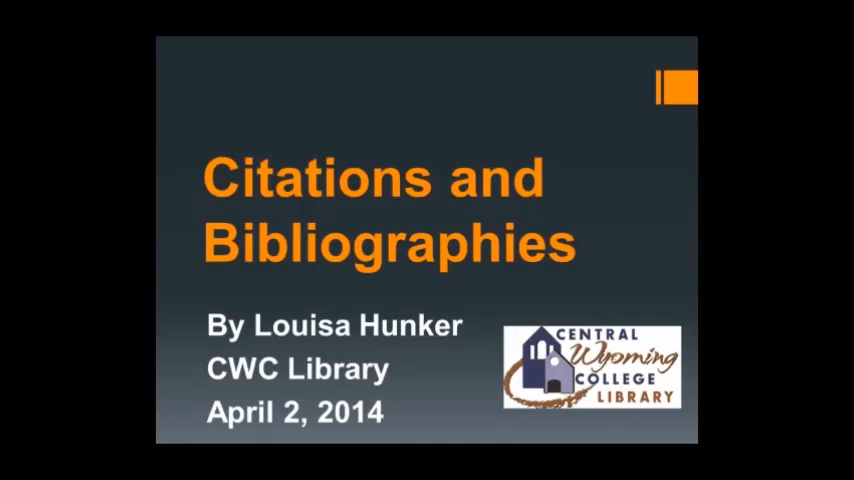 Citations and
Bibliographies
By Louisa Hunker
CWC Library
April 2, 2014
CENTRAL
Wyoming
COLLEGE
LIBRARY